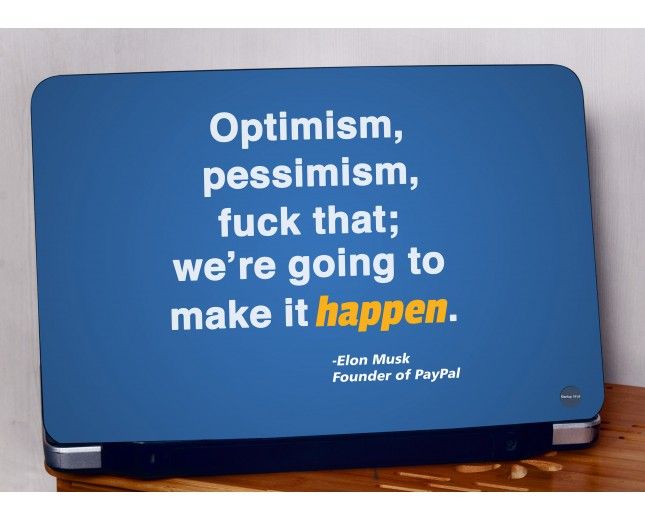 Optimism,
pessimism,
fuck that;
we're going to
make it happen.
-Elon Musk
Founder of PayPal